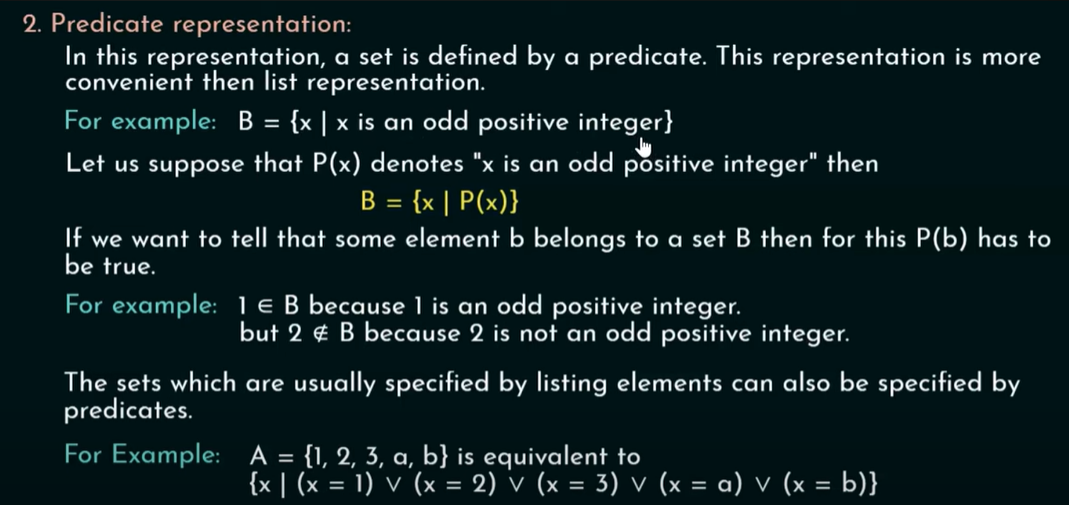 2. Predicate representation:
In this representation, a set is defined by a predicate. This representation is more
convenient then list representation.
For example: B = {x | x is an odd positive integer}
Let us suppose that P(x) denotes "x is an odd positive integer" then
B = {x | P(x)}
If we want to tell that some element b belongs to a set B then for this P(b) has to
be true.
For example: 1 ∈ B because 1 is an odd positive integer.
but 2 ∉ B because 2 is not an odd positive integer.
The sets which are usually specified by listing elements can also be specified by
predicates.
For Example: A = {1, 2, 3, a, b} is equivalent to
{x | (x = 1) ∨ (x = 2) ∨ (x = 3) ∨ (x = a) ∨ (x = b)}